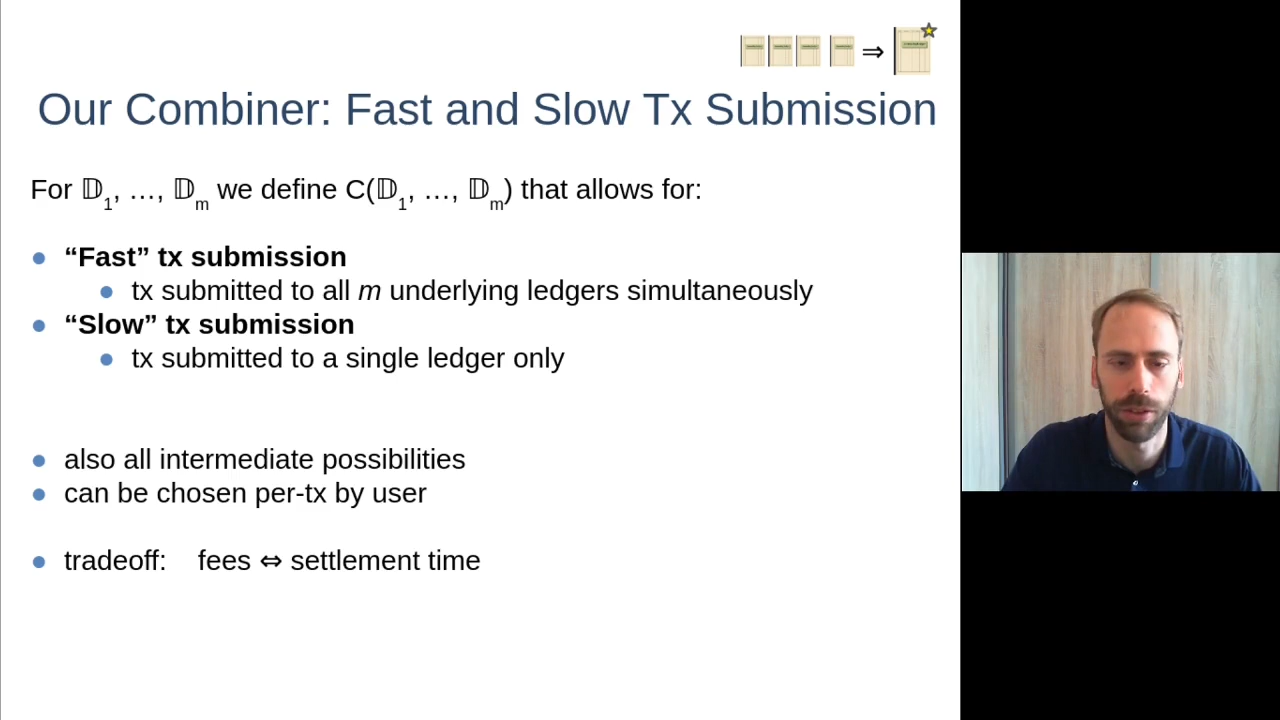 Our Combiner: Fast and Slow Tx Submission
For 𝔻1, …, 𝔻m we define C(𝔻1, …, 𝔻m) that allows for:
● “Fast” tx submission
● tx submitted to all m underlying ledgers simultaneously
● “Slow” tx submission
● tx submitted to a single ledger only
● also all intermediate possibilities
● can be chosen per-tx by user
● tradeoff: fees ⇔ settlement time